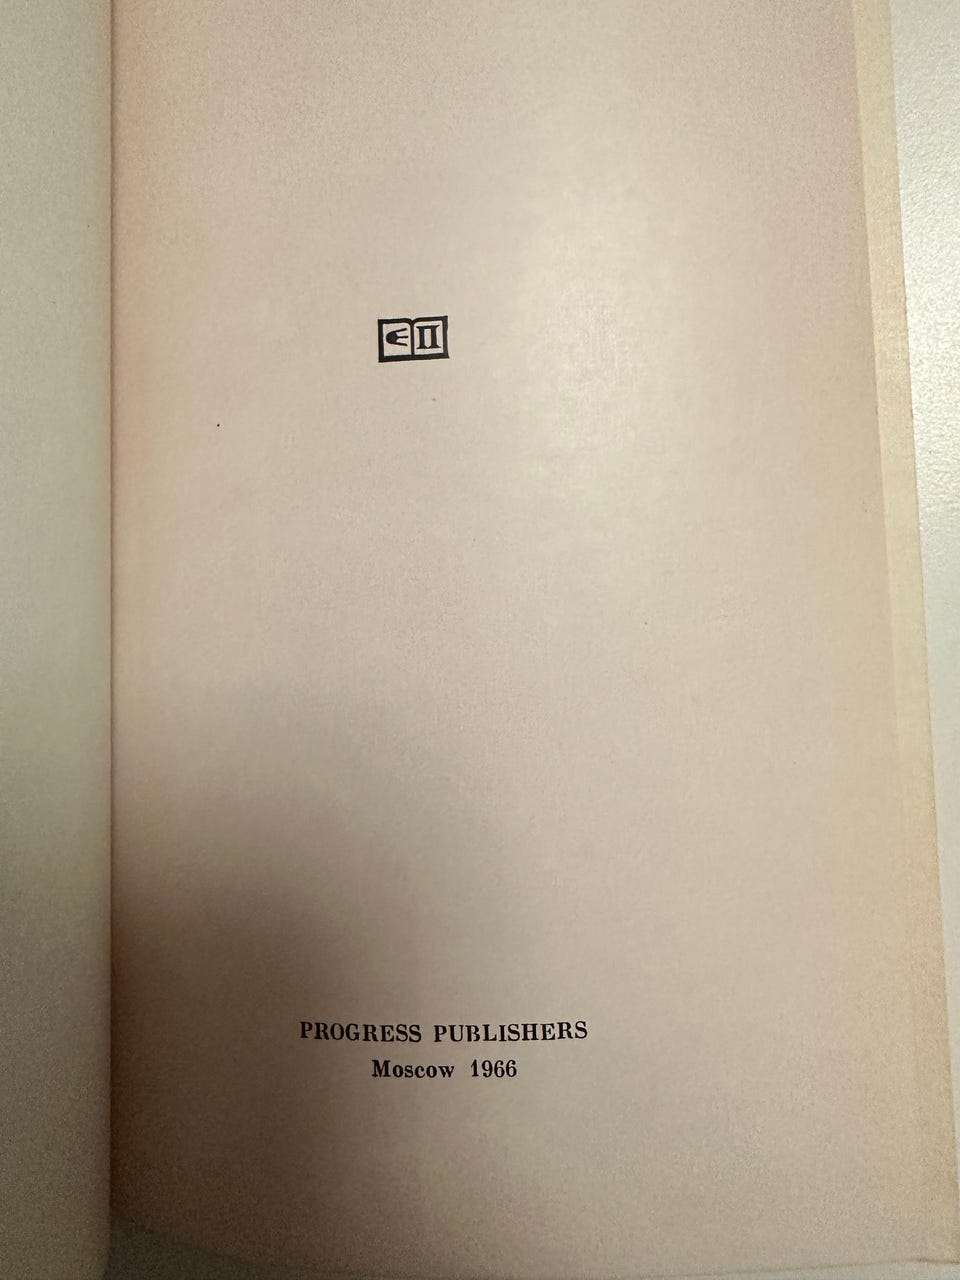 П
PROGRESS PUBLISHERS
Moscow 1966